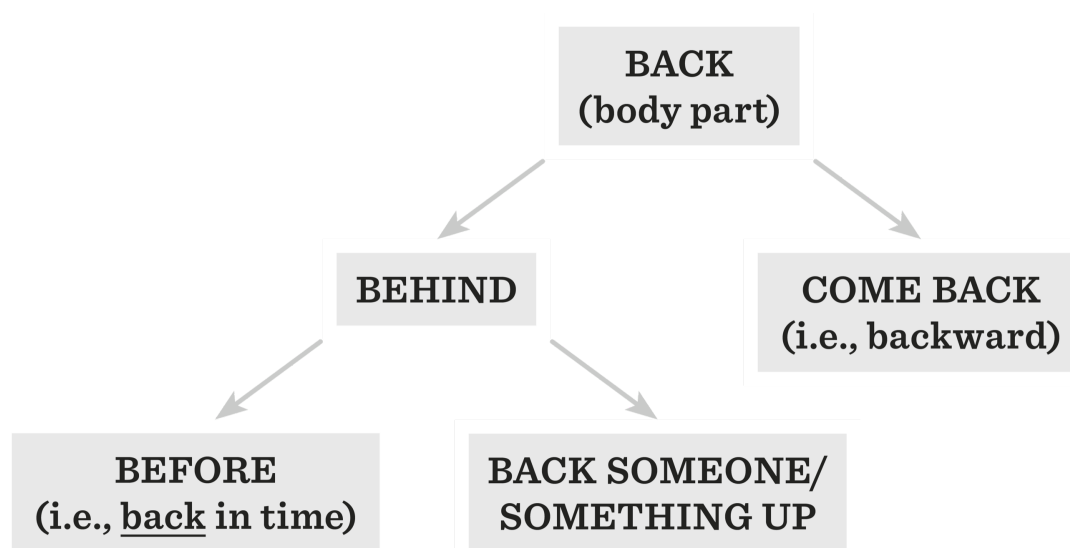 BACK
(body part)
BEHIND
COME BACK
(i.e., backward)
BEFORE
(i.e., back in time)
BACK SOMEONE/
SOMETHING UP